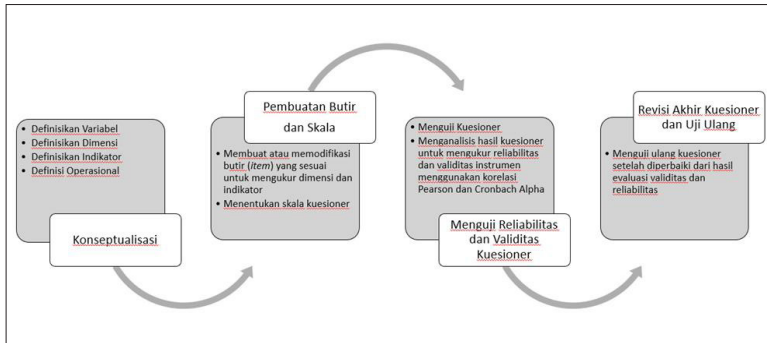 • Definisikan Variabel
• Definisikan Dimensi
• Definisikan Indikator
• Definisi Operasional
Konseptualisasi
Pembuatan Butir
dan Skala
• Membuat atau memodifikasi
butir (item) yang sesuai
untuk mengukur dimensi dan
indikator
• Menentukan skala kuesioner
• Menguji Kuesioner
• Menganalisis hasil kuesioner
untuk mengukur reliabilitas
dan validitas instrumen
menggunakan korelasi
Pearson dan Cronbach Alpha
Menguji Reliabilitas
dan Validitas
Kuesioner
Revisi Akhir Kuesioner
dan Uji Ulang
• Menguji ulang kuesioner
setelah diperbaiki dari hasil
evaluasi validitas dan
reliabilitas